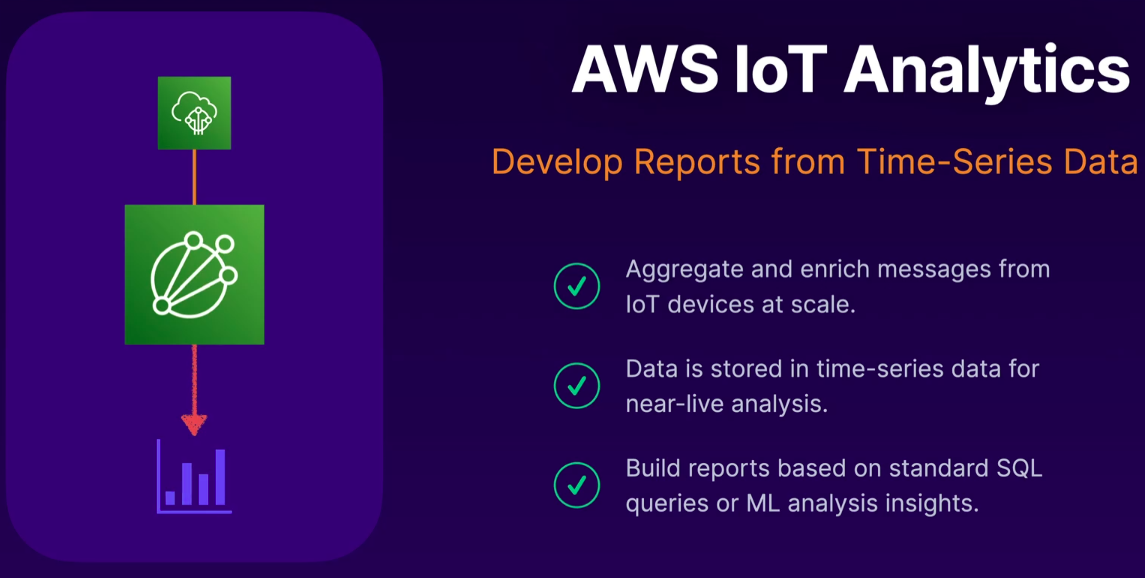 AWS IoT Analytics
Develop Reports from Time-Series Data
Aggregate and enrich messages from
IoT devices at scale.
Data is stored in time-series data for
near-live analysis.
Build reports based on standard SQL
queries or ML analysis insights.